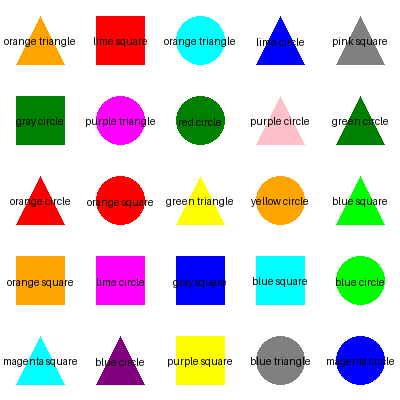 orange triangle lime square orange triangle lime circle pink square
gray circle purple triangle red circle purple circle green circle
orange circle orange square green triangle yellow circle blue square
orange square lime circle gray square blue square blue circle
magenta square blue circle purple square blue triangle magenta circle